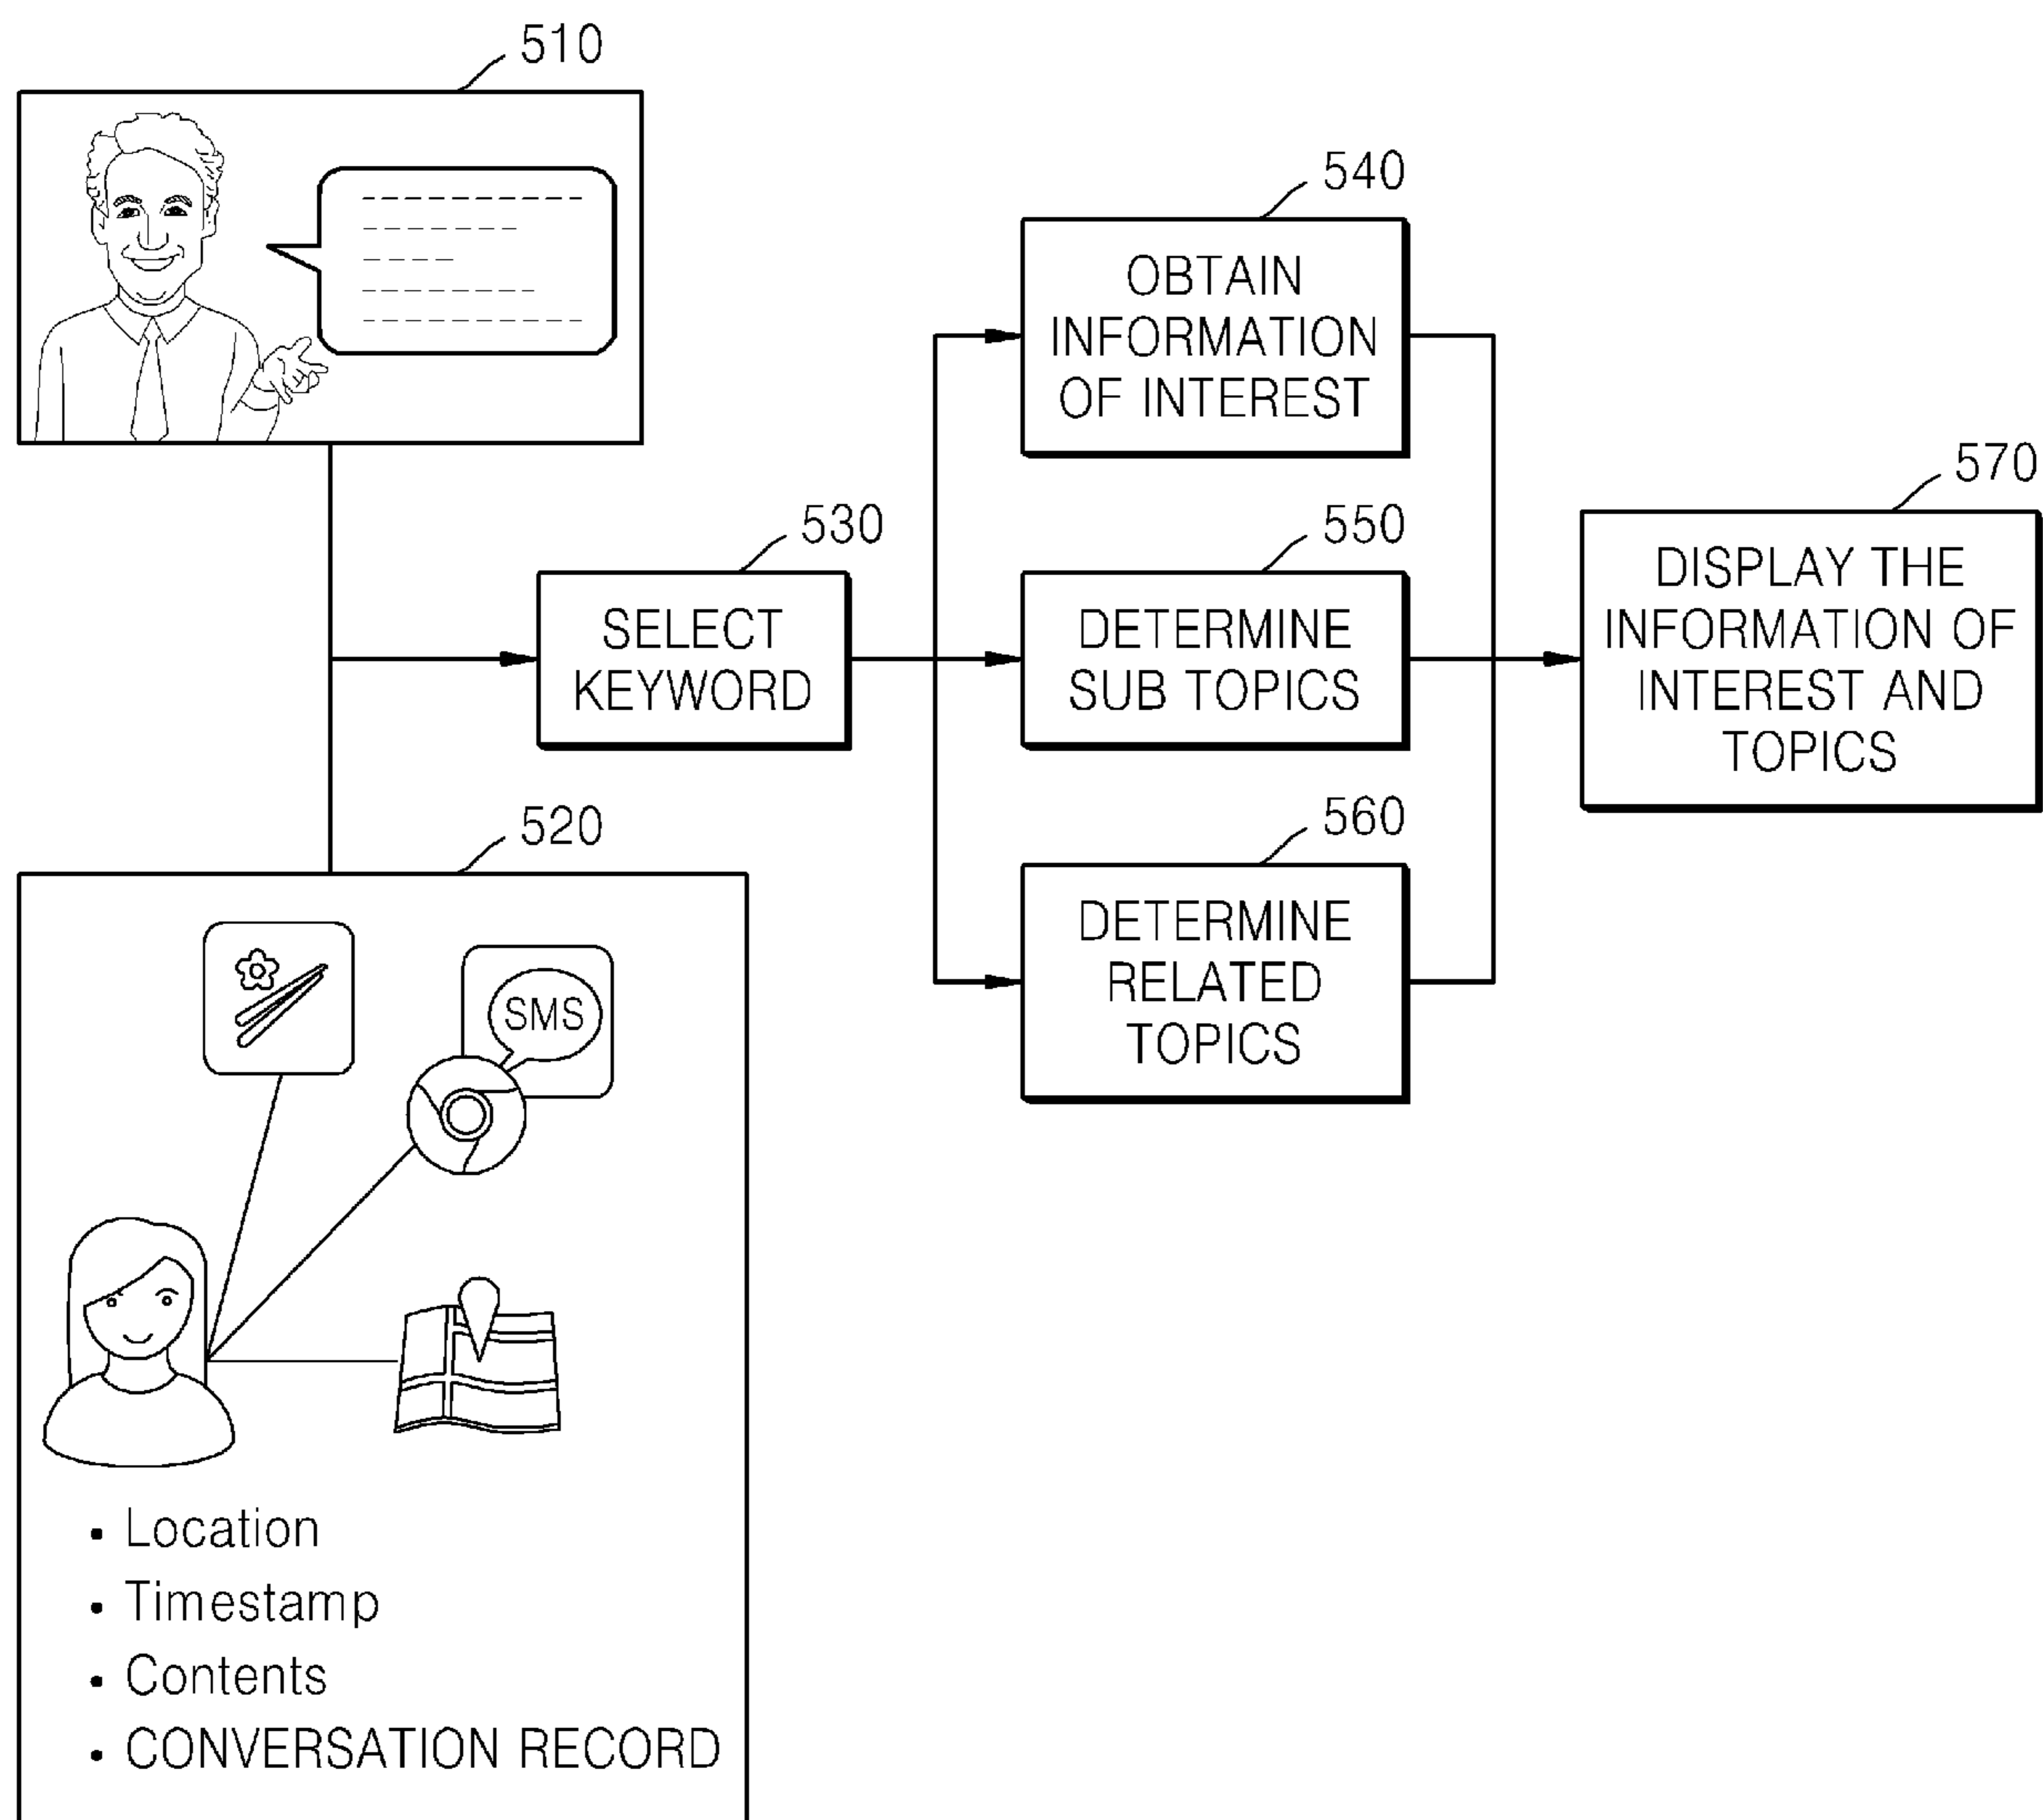 510
540
OBTAIN
INFORMATION
OF INTEREST
530
SELECT
KEYWORD
550
DETERMINE
SUB TOPICS
570
DISPLAY THE
INFORMATION OF
INTEREST AND
TOPICS
520
560
DETERMINE
RELATED
TOPICS
SMS
• Location
• Timestamp
• Contents
• CONVERSATION RECORD